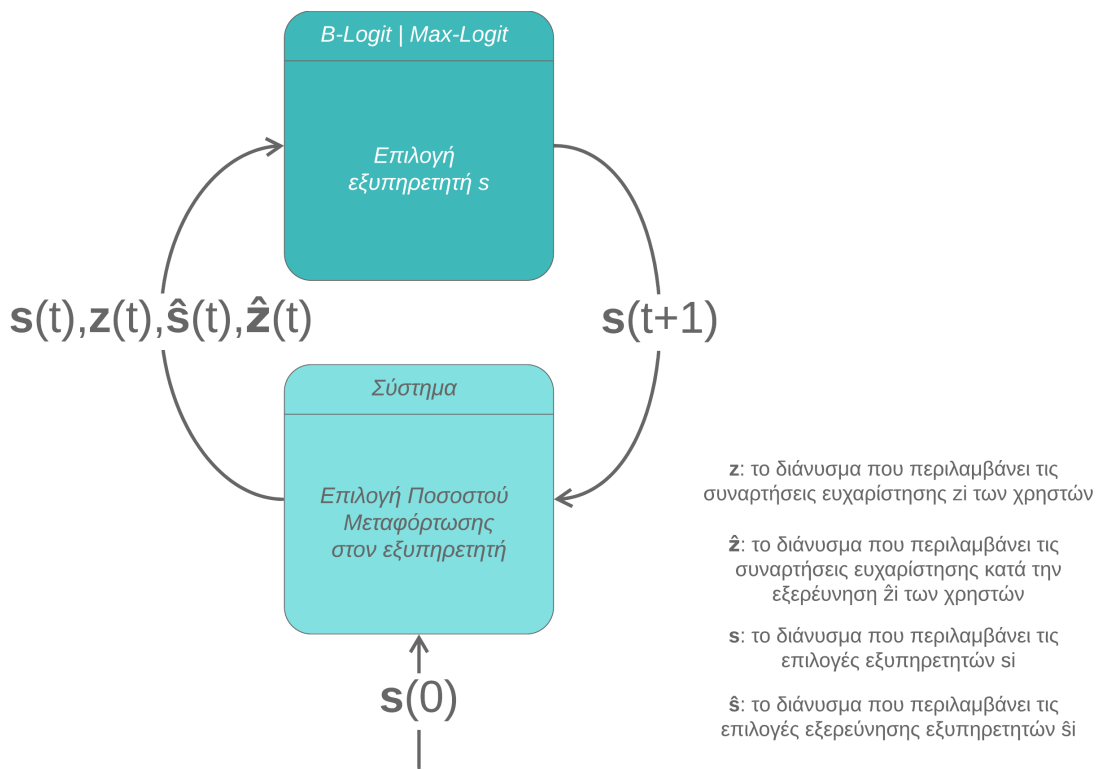 B-Logit | Max-Logit
Επιλογή
εξυπηρετητή s
s(t),z(t),ŝ(t),ẑ(t)
s(t+1)
Σύστημα
Επιλογή Ποσοστού
Μεταφόρτωσης
στον εξυπηρετητή
s(0)
z: το διάνυσμα που περιλαμβάνει τις
συναρτήσεις ευχαρίστησης zi των χρηστών
ẑ: το διάνυσμα που περιλαμβάνει τις
συναρτήσεις ευχαρίστησης κατά την
εξερέυνηση ẑi των χρηστών
s: το διάνυσμα που περιλαμβάνει τις
επιλογές εξυπηρετητών si
ŝ: το διάνυσμα που περιλαμβάνει τις
επιλογές εξερεύνησης εξυπηρετητών ŝi